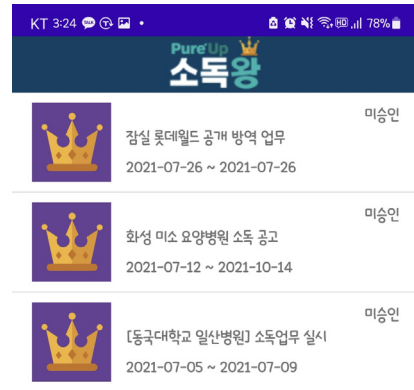 KT 3:24
78%
Pure'Up
소독왕
미승인
잠실 롯데월드 공개 방역 업무
2021-07-26 ~ 2021-07-26
미승인
화성 미소 요양병원 소독 공고
2021-07-12 ~ 2021-10-14
미승인
[동국대학교 일산병원] 소독업무 실시
2021-07-05 ~ 2021-07-09